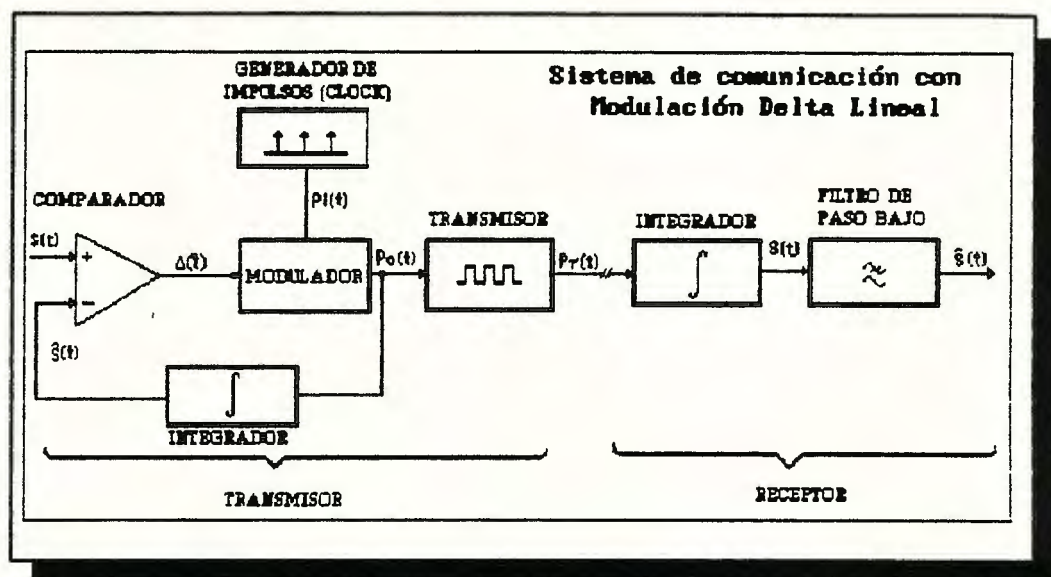 Sistema de comunicación con
Modulación Delta Lineal
GENERADOR DE
IMPULSOS (CLOCK)
Pi(t)
COMPARADOR
S(t)
+
−
Δ(t)
Ŝ(t)
MODULADOR
Po(t)
INTEGRADOR
TRANSMISOR
PT(t)
INTEGRADOR
S(t)
FILTRO DE
PASO BAJO
Ŝ(t)
TRANSMISOR
RECEPTOR